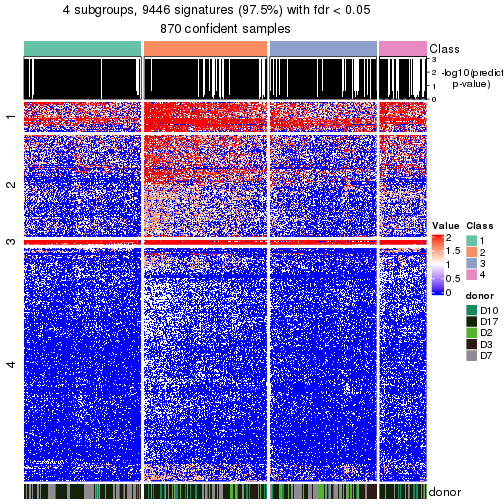 4 subgroups, 9446 signatures (97.5%) with fdr < 0.05
870 confident samples
Class
3
2
1
0
-log10(predict
p-value)
1
2
3
4
Value
2
1.5
1
0.5
0
Class
1
2
3
4
donor
D10
D17
D2
D3
D7
donor